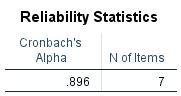 Reliability Statistics
Cronbach's
Alpha N of Items
.896 7